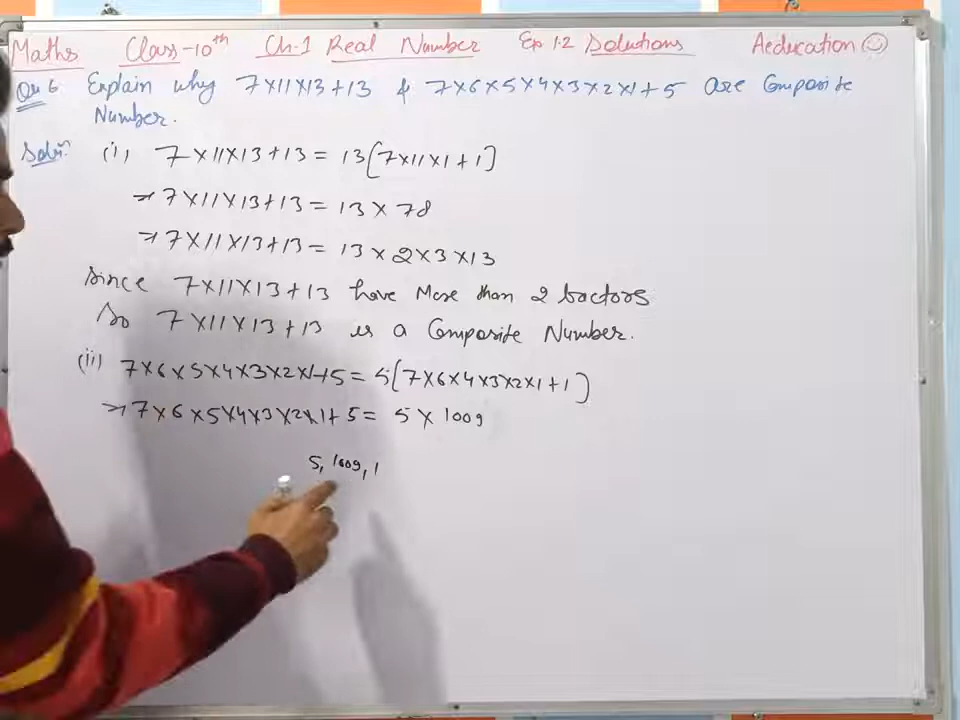 Maths Class-10th Ch-1 Real Number Ex 1.2 Solutions Aeducation
Qn 6 Explain why 7×11×13+13 & 7×6×5×4×3×2×1+5 are Composite
Number.
Soln: (i) 7×11×13+13 = 13[7×11×1+1]
⇒ 7×11×13+13 = 13×78
⇒ 7×11×13+13 = 13×2×3×13
Since 7×11×13+13 have More than 2 factors
So 7×11×13+13 is a Composite Number.
(ii) 7×6×5×4×3×2×1+5 = 5[7×6×4×3×2×1+1]
⇒ 7×6×5×4×3×2×1+5 = 5×1009
5, 1009, 1